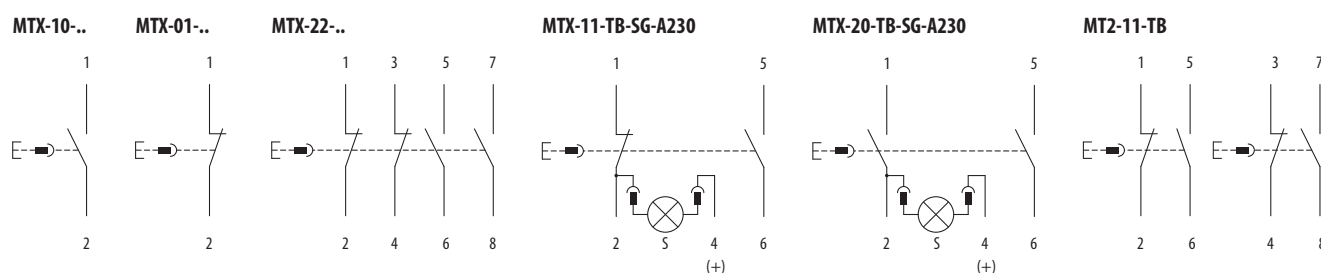 MTX-10-.. MTX-01-.. MTX-22-.. MTX-11-TB-SG-A230 MTX-20-TB-SG-A230 MT2-11-TB
1 1 1 3 5 7 1 5 1 5 1 5 3 7
2 2 2 4 6 8 2 S 4 6 2 S 4 6 2 6 4 8
(+) (+)